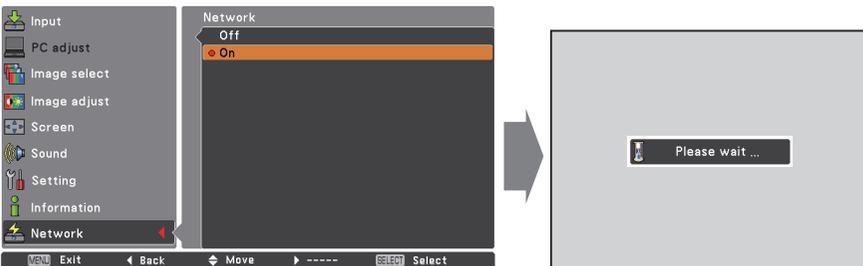 Input
PC adjust
Image select
Image adjust
Screen
Sound
Setting
Information
Network
Network
Off
On
MENU Exit
Back
Move
-----
SELECT Select
Please wait ...